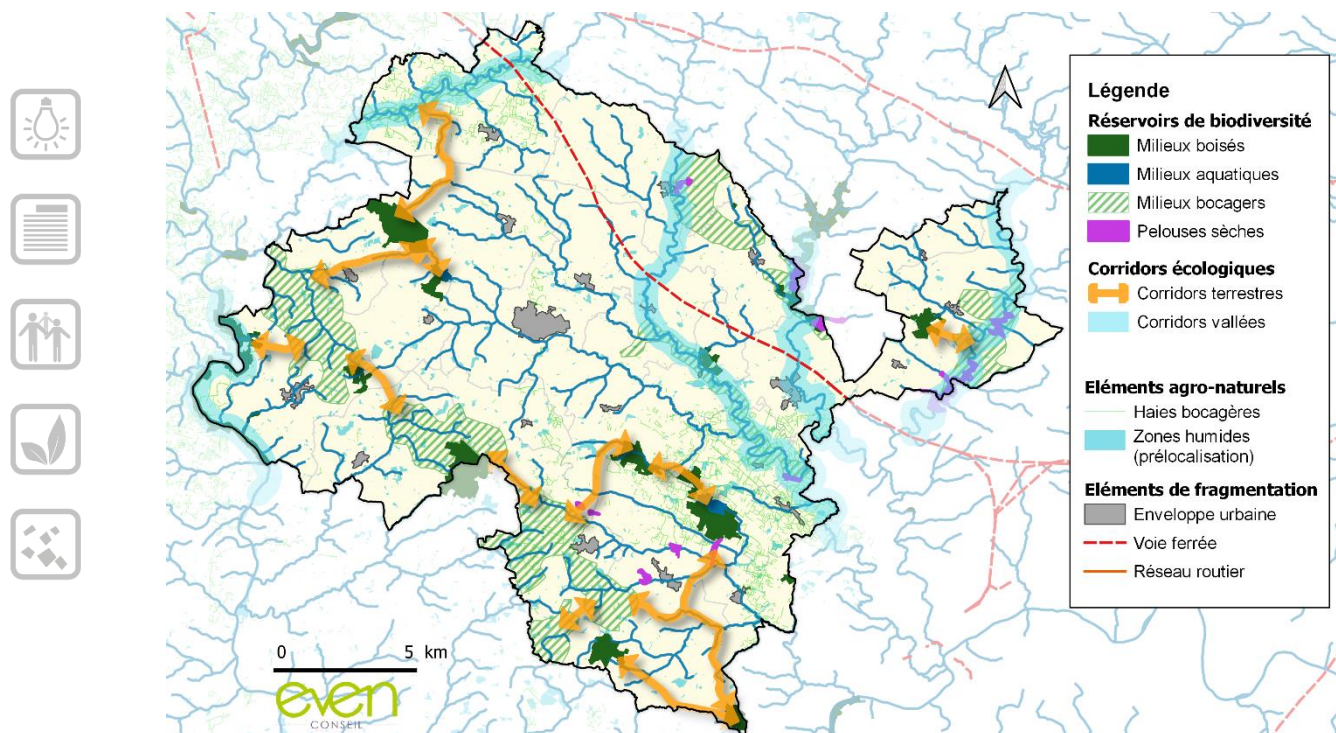 Légende
Réservoirs de biodiversité
Milieux boisés
Milieux aquatiques
Milieux bocagers
Pelouses sèches
Corridors écologiques
Corridors terrestres
Corridors vallées
Eléments agro-naturels
Haies bocagères
Zones humides
(prélocalisation)
Eléments de fragmentation
Enveloppe urbaine
Voie ferrée
Réseau routier
0 5 km
even
CONSEIL